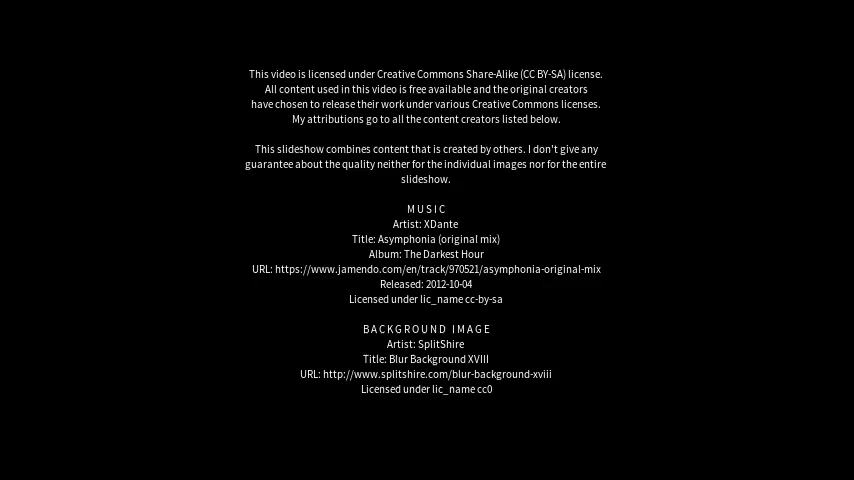 This video is licensed under Creative Commons Share-Alike (CC BY-SA) license.
All content used in this video is free available and the original creators
have chosen to release their work under various Creative Commons licenses.
My attributions go to all the content creators listed below.
This slideshow combines content that is created by others. I don't give any
guarantee about the quality neither for the individual images nor for the entire
slideshow.
MUSIC
Artist: XDante
Title: Asymphonia (original mix)
Album: The Darkest Hour
URL: https://www.jamendo.com/en/track/970521/asymphonia-original-mix
Released: 2012-10-04
Licensed under lic_name cc-by-sa
BACKGROUND IMAGE
Artist: SplitShire
Title: Blur Background XVIII
URL: http://www.splitshire.com/blur-background-xviii
Licensed under lic_name cc0